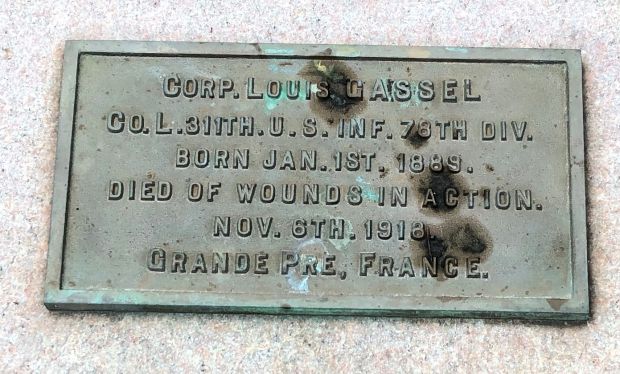 CORP. LOUIS GASSEL
CO. L. 311TH. U.S. INF. 78TH DIV.
BORN JAN. 1ST. 1889.
DIED OF WOUNDS IN ACTION.
NOV. 6TH. 1918.
GRANDE PRE, FRANCE.